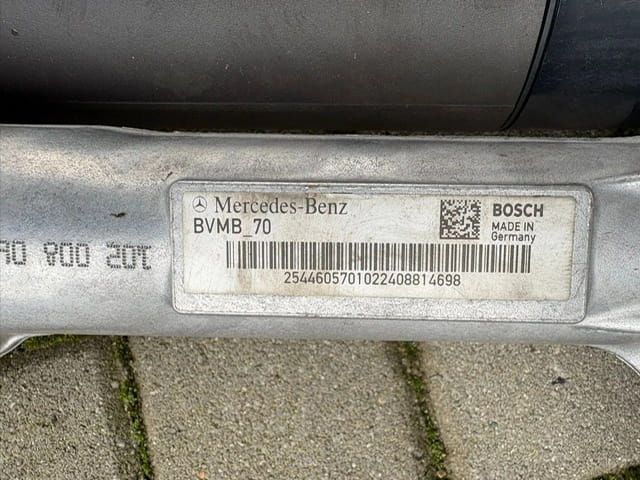 Mercedes-Benz
BVMB_70
BOSCH
MADE IN
Germany
2544605701022408814698